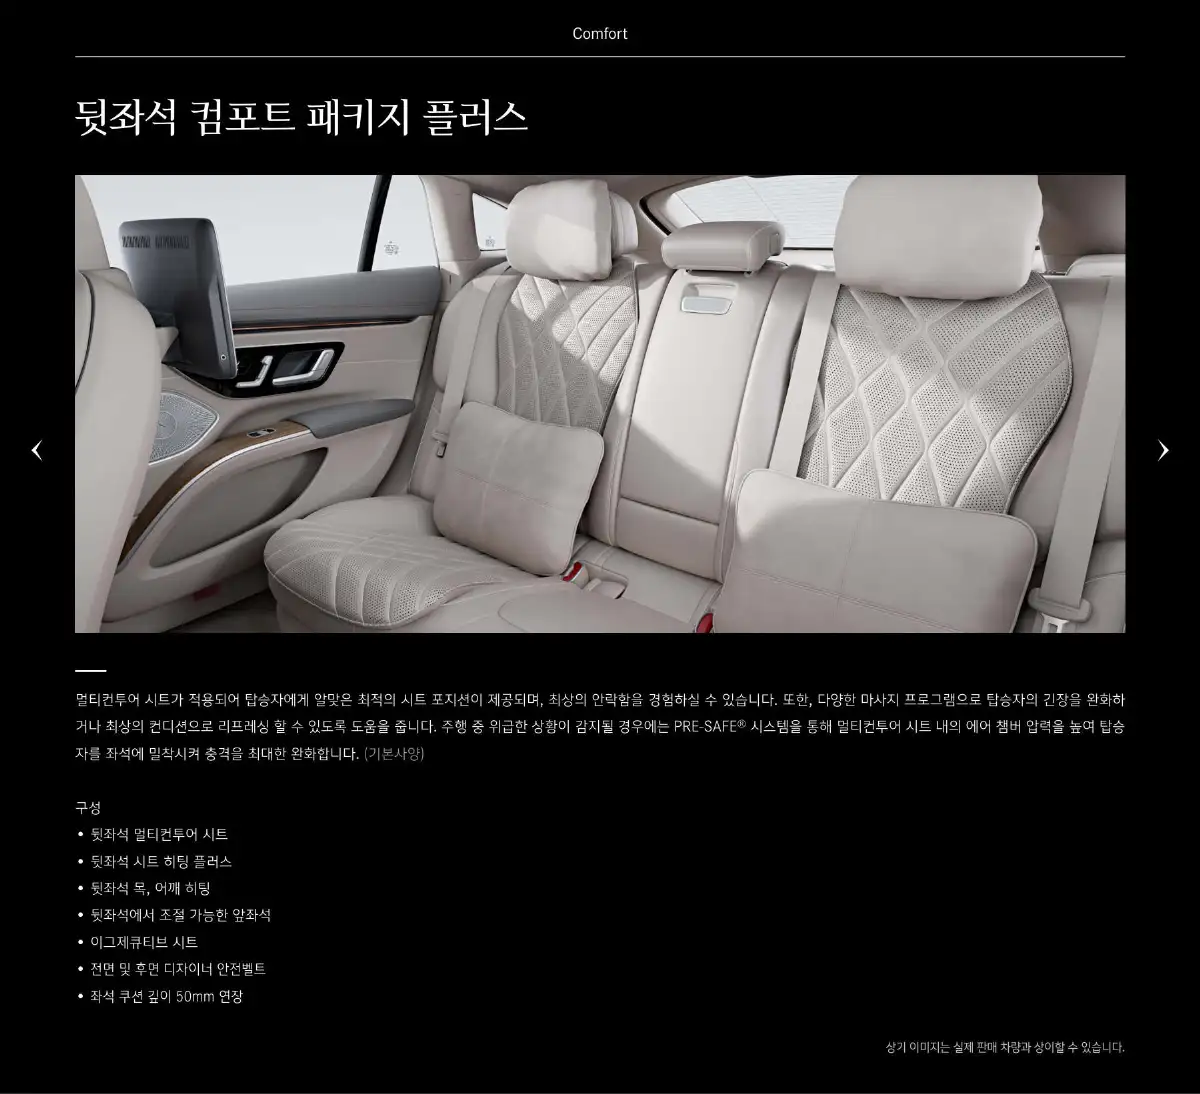 Comfort
뒷좌석 컴포트 패키지 플러스
멀티컨투어 시트가 적용되어 탑승자에게 알맞은 최적의 시트 포지션이 제공되며, 최상의 안락함을 경험하실 수 있습니다. 또한, 다양한 마사지 프로그램으로 탑승자의 긴장을 완화하
거나 최상의 컨디션으로 리프레싱 할 수 있도록 도움을 줍니다. 주행 중 위급한 상황이 감지될 경우에는 PRE-SAFE® 시스템을 통해 멀티컨투어 시트 내의 에어 챔버 압력을 높여 탑승
자를 좌석에 밀착시켜 충격을 최대한 완화합니다. (기본사양)
구성
• 뒷좌석 멀티컨투어 시트
• 뒷좌석 시트 히팅 플러스
• 뒷좌석 목, 어깨 히팅
• 뒷좌석에서 조절 가능한 앞좌석
• 이그제큐티브 시트
• 전면 및 후면 디자이너 안전벨트
• 좌석 쿠션 깊이 50mm 연장
상기 이미지는 실제 판매 차량과 상이할 수 있습니다.